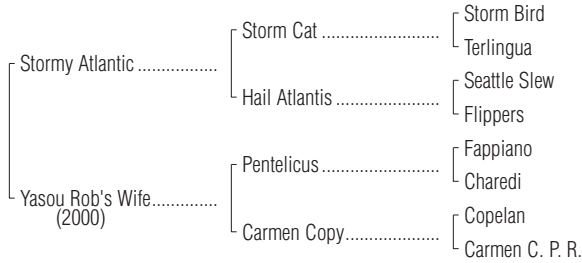 Storm Bird
Storm Cat ........................
Terlingua
Stormy Atlantic ................
Seattle Slew
Hail Atlantis .....................
Flippers
Fappiano
Pentelicus ........................
Charedi
Yasou Rob's Wife .............
(2000)
Copelan
Carmen Copy...................
Carmen C. P. R.